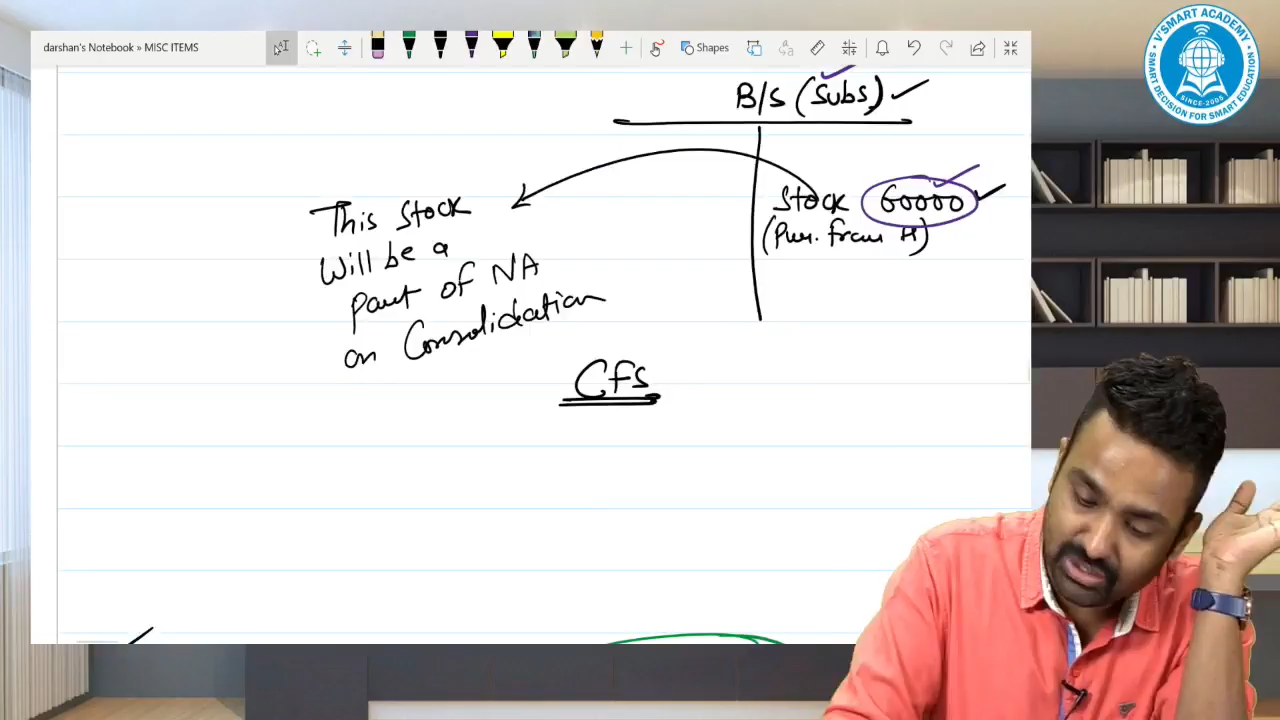 darshan's Notebook » MISC ITEMS
Shapes
V'SMART ACADEMY
SINCE-2005
SMART DECISION FOR SMART EDUCATION
B/S (Subs)
Stock 60000
(Pur. from H)
This Stock
Will be a
Part of NA
on Consolidation
CFS